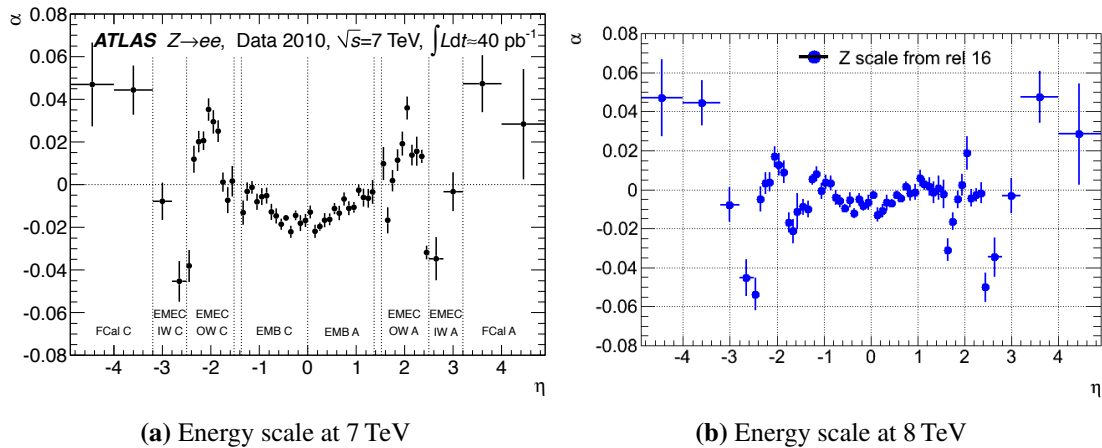 α
0.08
0.06
0.04
0.02
0
-0.02
-0.04
-0.06
-0.08
ATLAS Z→ee, Data 2010, √s=7 TeV, ∫Ldt≈40 pb⁻¹
FCal C
EMEC
IW C
EMEC
OW C
EMB C
EMB A
EMEC
OW A
EMEC
IW A
FCal A
-4 -3 -2 -1 0 1 2 3 4
η
(a) Energy scale at 7 TeV
α
0.08
0.06
0.04
0.02
0
-0.02
-0.04
-0.06
-0.08
Z scale from rel 16
-4 -3 -2 -1 0 1 2 3 4
η
(b) Energy scale at 8 TeV